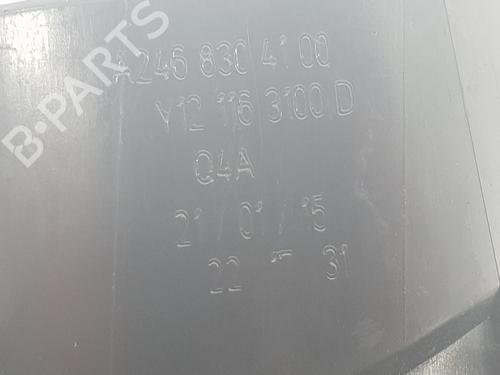 B-PARTS
A246 830 41 00
Y12 116 3100 D
Q4A
21 / 01 / 15
22 31